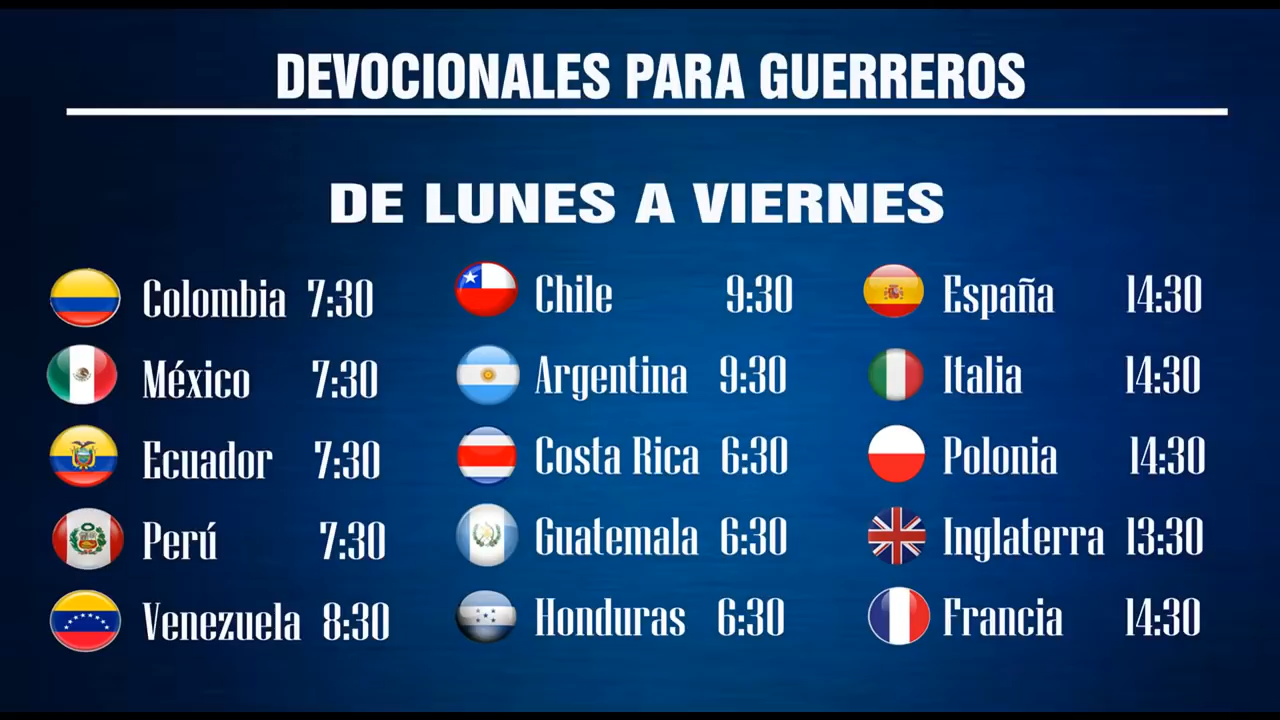 DEVOCIONALES PARA GUERREROS
DE LUNES A VIERNES
Colombia 7:30
México 7:30
Ecuador 7:30
Perú 7:30
Venezuela 8:30
Chile 9:30
Argentina 9:30
Costa Rica 6:30
Guatemala 6:30
Honduras 6:30
España 14:30
Italia 14:30
Polonia 14:30
Inglaterra 13:30
Francia 14:30